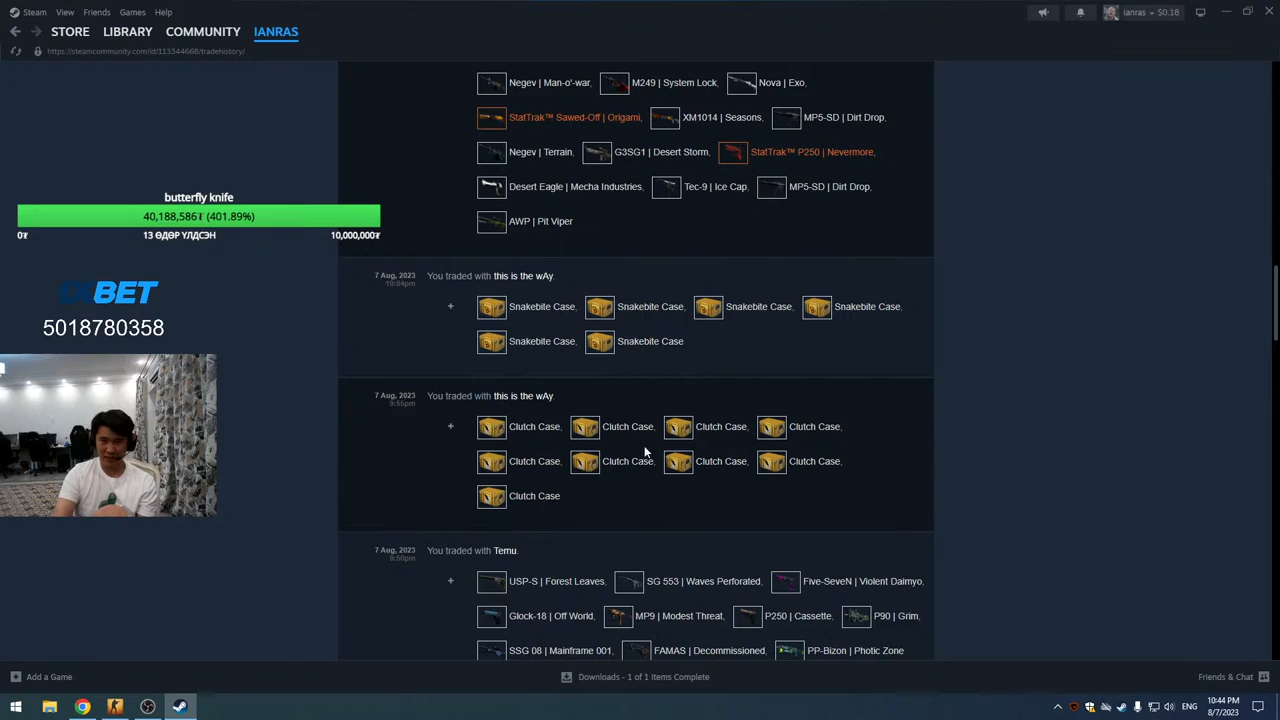 Steam View Friends Games Help
ianras $0.18
STORE LIBRARY COMMUNITY IANRAS
https://steamcommunity.com/id/113344668/tradehistory/
Negev | Man-o'-war, M249 | System Lock, Nova | Exo,
StatTrak™ Sawed-Off | Origami, XM1014 | Seasons, MP5-SD | Dirt Drop,
Negev | Terrain, G3SG1 | Desert Storm, StatTrak™ P250 | Nevermore,
Desert Eagle | Mecha Industries, Tec-9 | Ice Cap, MP5-SD | Dirt Drop,
AWP | Pit Viper
butterfly knife
40,188,586₮ (401.89%)
0₮ 13 ӨДӨР ҮЛДСЭН 10,000,000₮
1XBET
5018780358
7 Aug, 2023 You traded with this is the wAy.
10:04pm
+ Snakebite Case, Snakebite Case, Snakebite Case, Snakebite Case,
Snakebite Case, Snakebite Case
7 Aug, 2023 You traded with this is the wAy.
9:55pm
+ Clutch Case, Clutch Case, Clutch Case, Clutch Case,
Clutch Case, Clutch Case, Clutch Case, Clutch Case,
Clutch Case
7 Aug, 2023 You traded with Temu.
9:50pm
+ USP-S | Forest Leaves, SG 553 | Waves Perforated, Five-SeveN | Violent Daimyo,
Glock-18 | Off World, MP9 | Modest Threat, P250 | Cassette, P90 | Grim,
SSG 08 | Mainframe 001, FAMAS | Decommissioned, PP-Bizon | Photic Zone
Add a Game Downloads - 1 of 1 Items Complete Friends & Chat
ENG 10:44 PM
8/7/2023